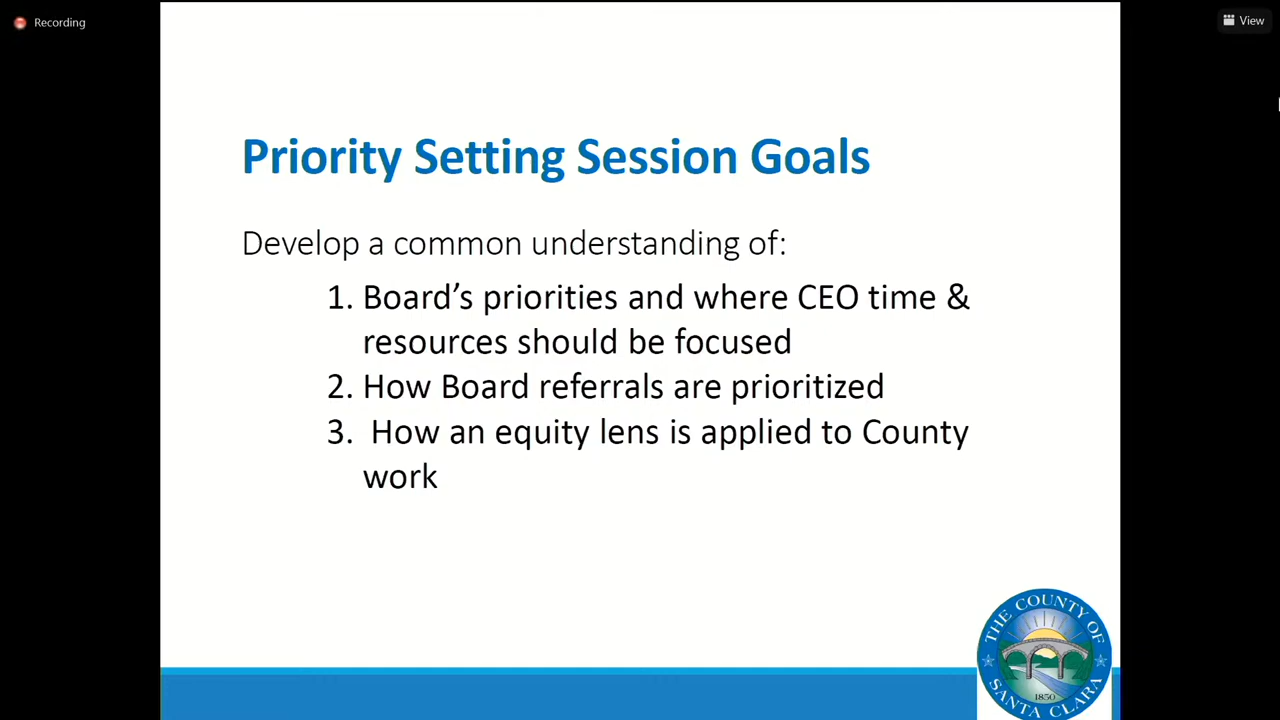 Recording
View
Priority Setting Session Goals
Develop a common understanding of:
1. Board's priorities and where CEO time &
resources should be focused
2. How Board referrals are prioritized
3. How an equity lens is applied to County
work
THE COUNTY OF
1850
SANTA CLARA